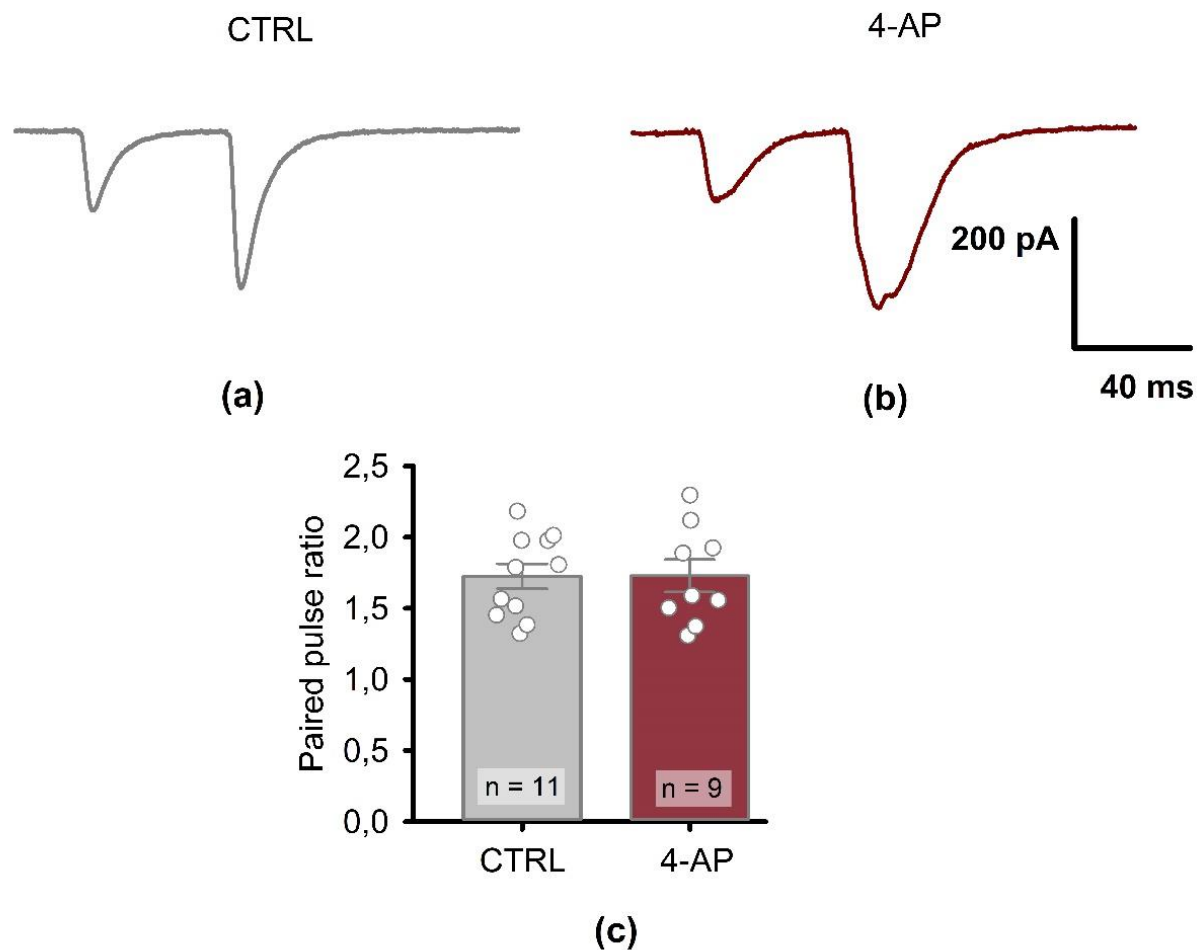 CTRL
4-AP
200 pA
40 ms
(a)
(b)
Paired pulse ratio
2,5
2,0
1,5
1,0
0,5
0,0
n = 11
n = 9
CTRL
4-AP
(c)